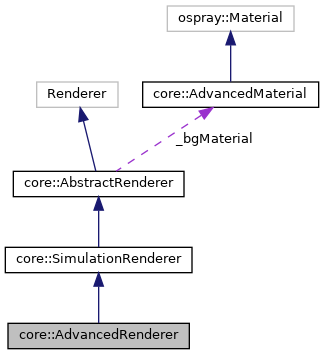 ospray::Material
Renderer
core::AdvancedMaterial
_bgMaterial
core::AbstractRenderer
core::SimulationRenderer
core::AdvancedRenderer